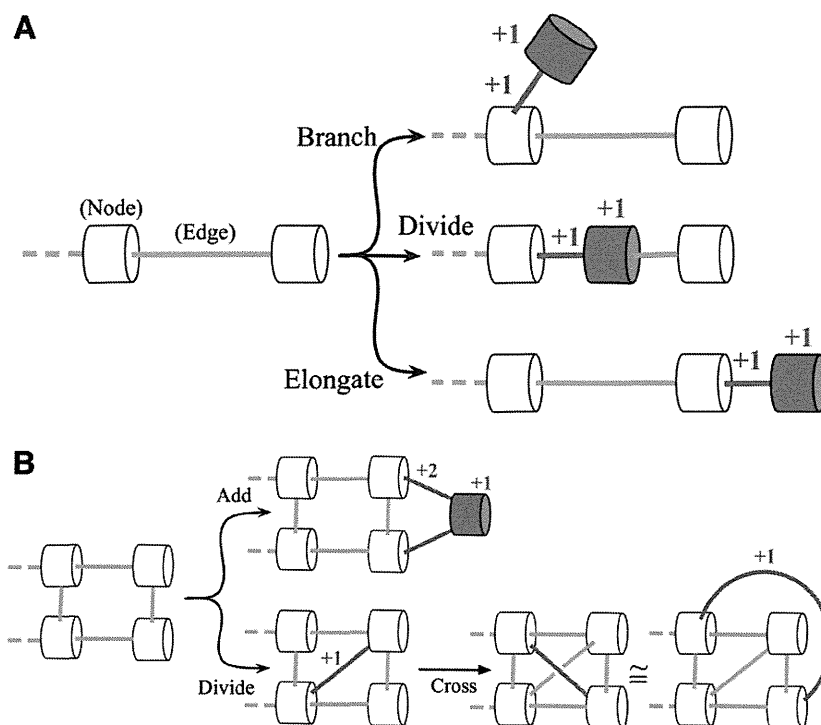 A
+1
+1
Branch
(Node)
(Edge)
Divide
+1
+1
Elongate
+1
+1
B
Add
+2
+1
Divide
+1
Cross
≅
+1